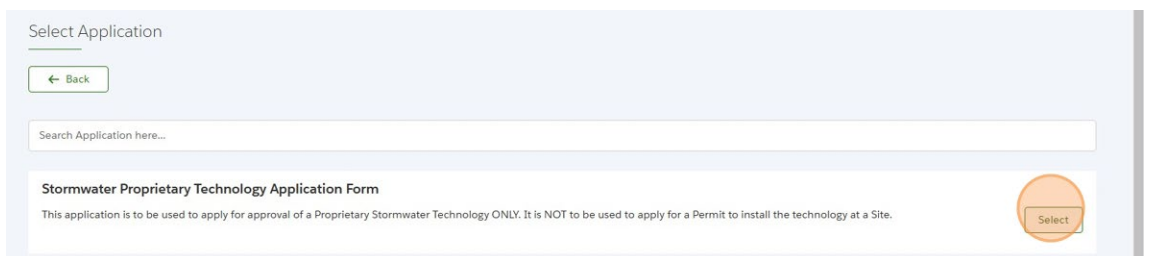 Select Application
← Back
Search Application here...
Stormwater Proprietary Technology Application Form
This application is to be used to apply for approval of a Proprietary Stormwater Technology ONLY. It is NOT to be used to apply for a Permit to install the technology at a Site.
Select